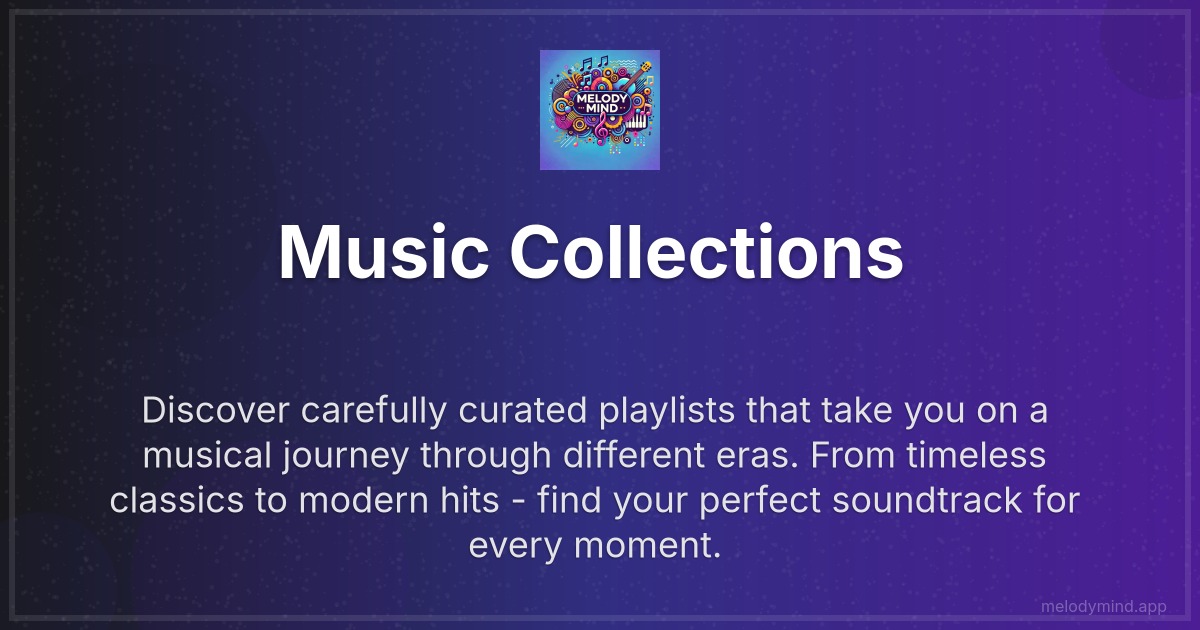 MELODY
MIND
Music Collections
Discover carefully curated playlists that take you on a
musical journey through different eras. From timeless
classics to modern hits - find your perfect soundtrack for
every moment.
melodymind.app